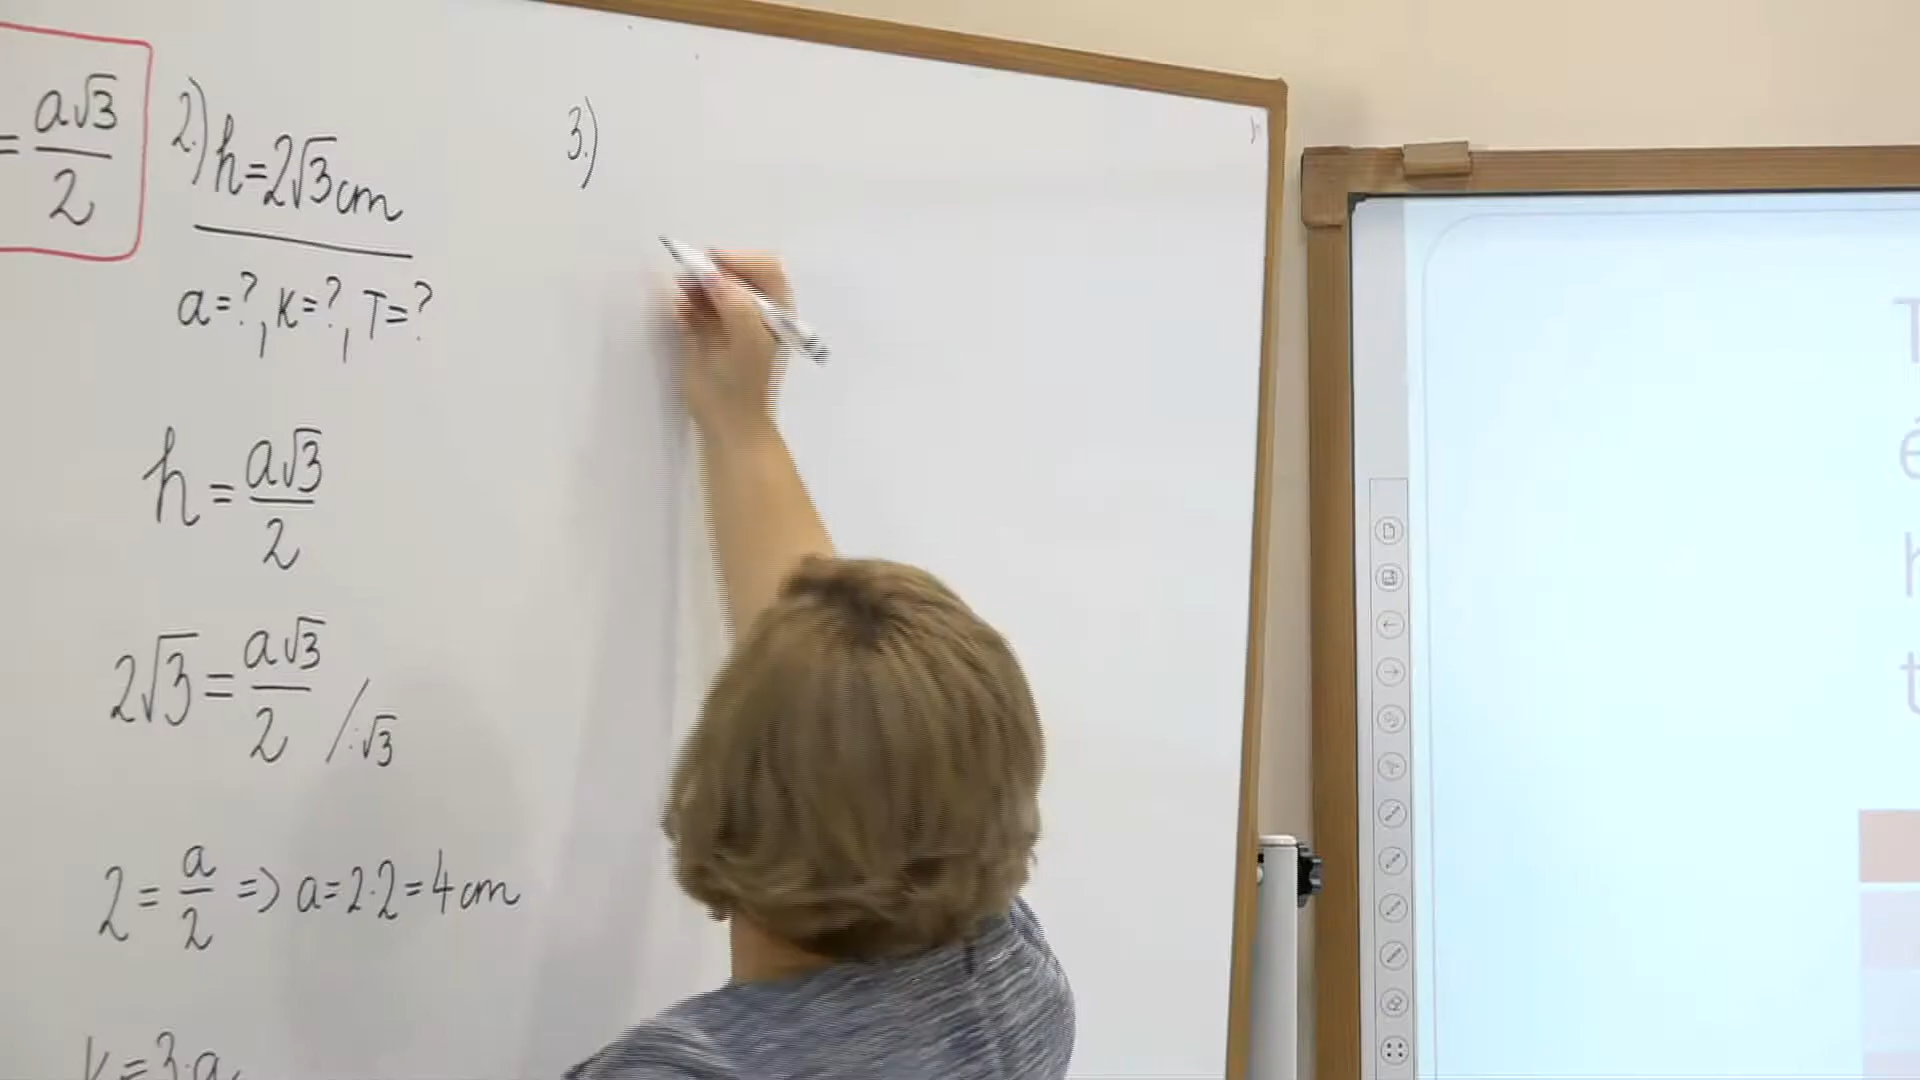 = a√3/2
2.) h=2√3cm
a=?, K=?, T=?
h = a√3/2
2√3 = a√3/2 /:√3
2 = a/2 => a=2·2=4cm
K=3·a
3.)